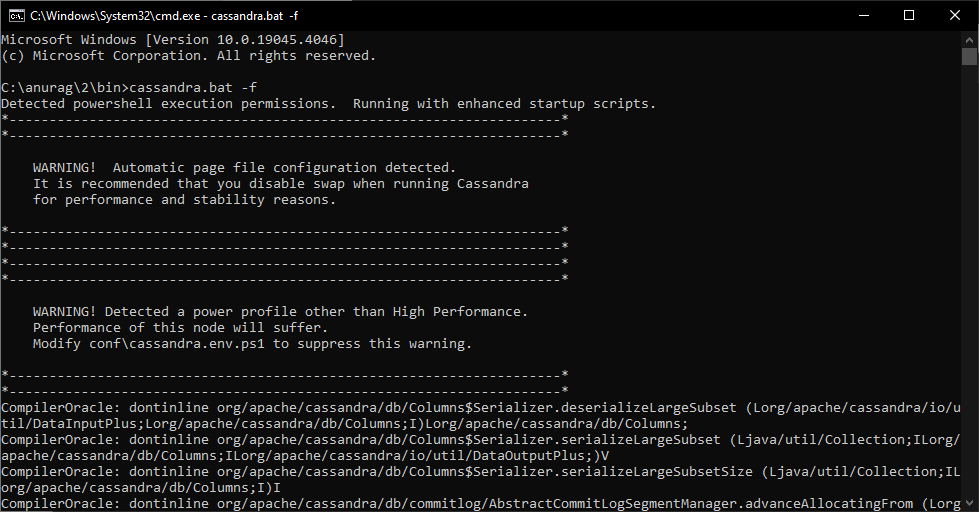 C:\Windows\System32\cmd.exe - cassandra.bat -f
Microsoft Windows [Version 10.0.19045.4046]
(c) Microsoft Corporation. All rights reserved.
C:\anurag\2\bin>cassandra.bat -f
Detected powershell execution permissions.  Running with enhanced startup scripts.
*---------------------------------------------------------------------*
*---------------------------------------------------------------------*
WARNING!  Automatic page file configuration detected.
It is recommended that you disable swap when running Cassandra
for performance and stability reasons.
*---------------------------------------------------------------------*
*---------------------------------------------------------------------*
*---------------------------------------------------------------------*
*---------------------------------------------------------------------*
WARNING! Detected a power profile other than High Performance.
Performance of this node will suffer.
Modify conf\cassandra.env.ps1 to suppress this warning.
*---------------------------------------------------------------------*
*---------------------------------------------------------------------*
CompilerOracle: dontinline org/apache/cassandra/db/Columns$Serializer.deserializeLargeSubset (Lorg/apache/cassandra/io/u
til/DataInputPlus;Lorg/apache/cassandra/db/Columns;I)Lorg/apache/cassandra/db/Columns;
CompilerOracle: dontinline org/apache/cassandra/db/Columns$Serializer.serializeLargeSubset (Ljava/util/Collection;ILorg/
apache/cassandra/db/Columns;ILorg/apache/cassandra/io/util/DataOutputPlus;)V
CompilerOracle: dontinline org/apache/cassandra/db/Columns$Serializer.serializeLargeSubsetSize (Ljava/util/Collection;IL
org/apache/cassandra/db/Columns;I)I
CompilerOracle: dontinline org/apache/cassandra/db/commitlog/AbstractCommitLogSegmentManager.advanceAllocatingFrom (Lorg